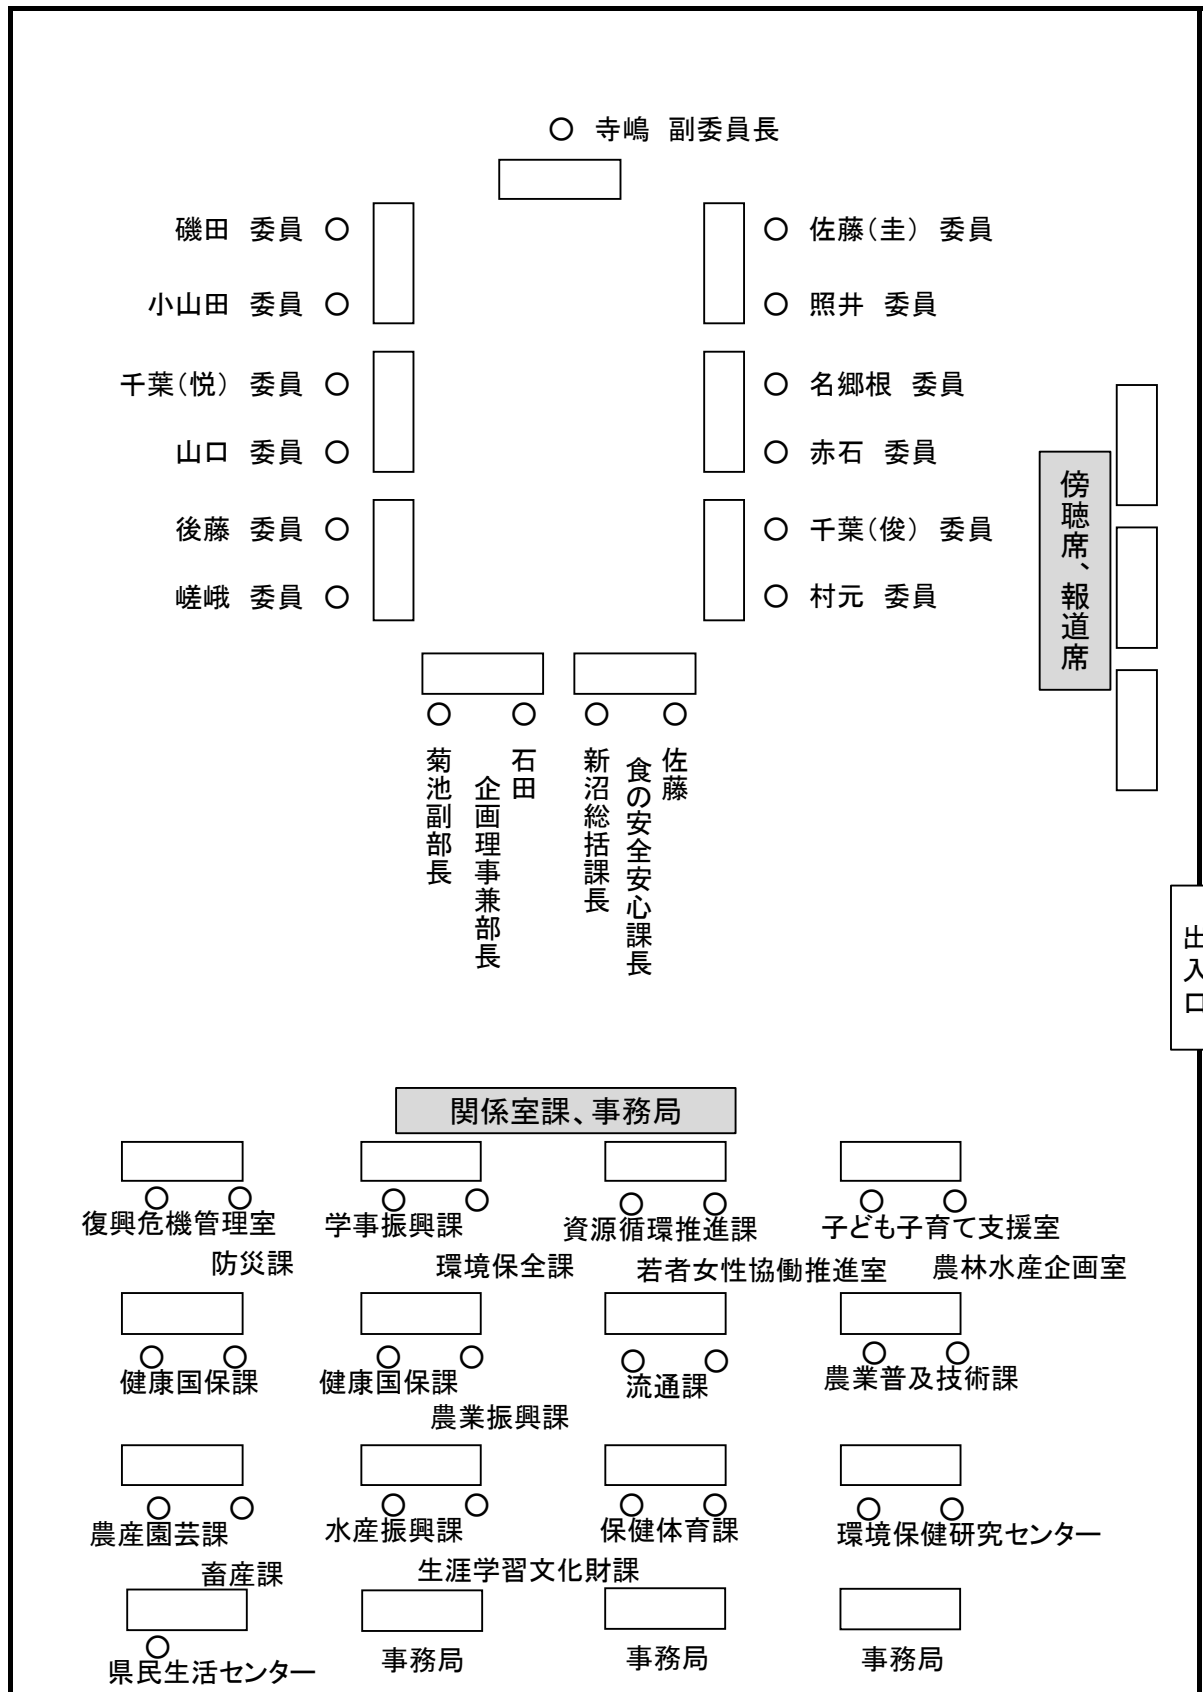 ○ 寺嶋 副委員長
磯田 委員 ○
○ 佐藤(圭) 委員
小山田 委員 ○
○ 照井 委員
千葉(悦) 委員 ○
○ 名郷根 委員
山口 委員 ○
○ 赤石 委員
後藤 委員 ○
○ 千葉(俊) 委員
嵯峨 委員 ○
○ 村元 委員
傍聴席、報道席
菊池副部長
石田
企画理事兼部長
新沼総括課長
佐藤
食の安全安心課長
出入口
関係室課、事務局
復興危機管理室
学事振興課
資源循環推進課
子ども子育て支援室
防災課
環境保全課
若者女性協働推進室
農林水産企画室
健康国保課
健康国保課
流通課
農業普及技術課
農業振興課
農産園芸課
水産振興課
保健体育課
環境保健研究センター
畜産課
生涯学習文化財課
県民生活センター
事務局
事務局
事務局